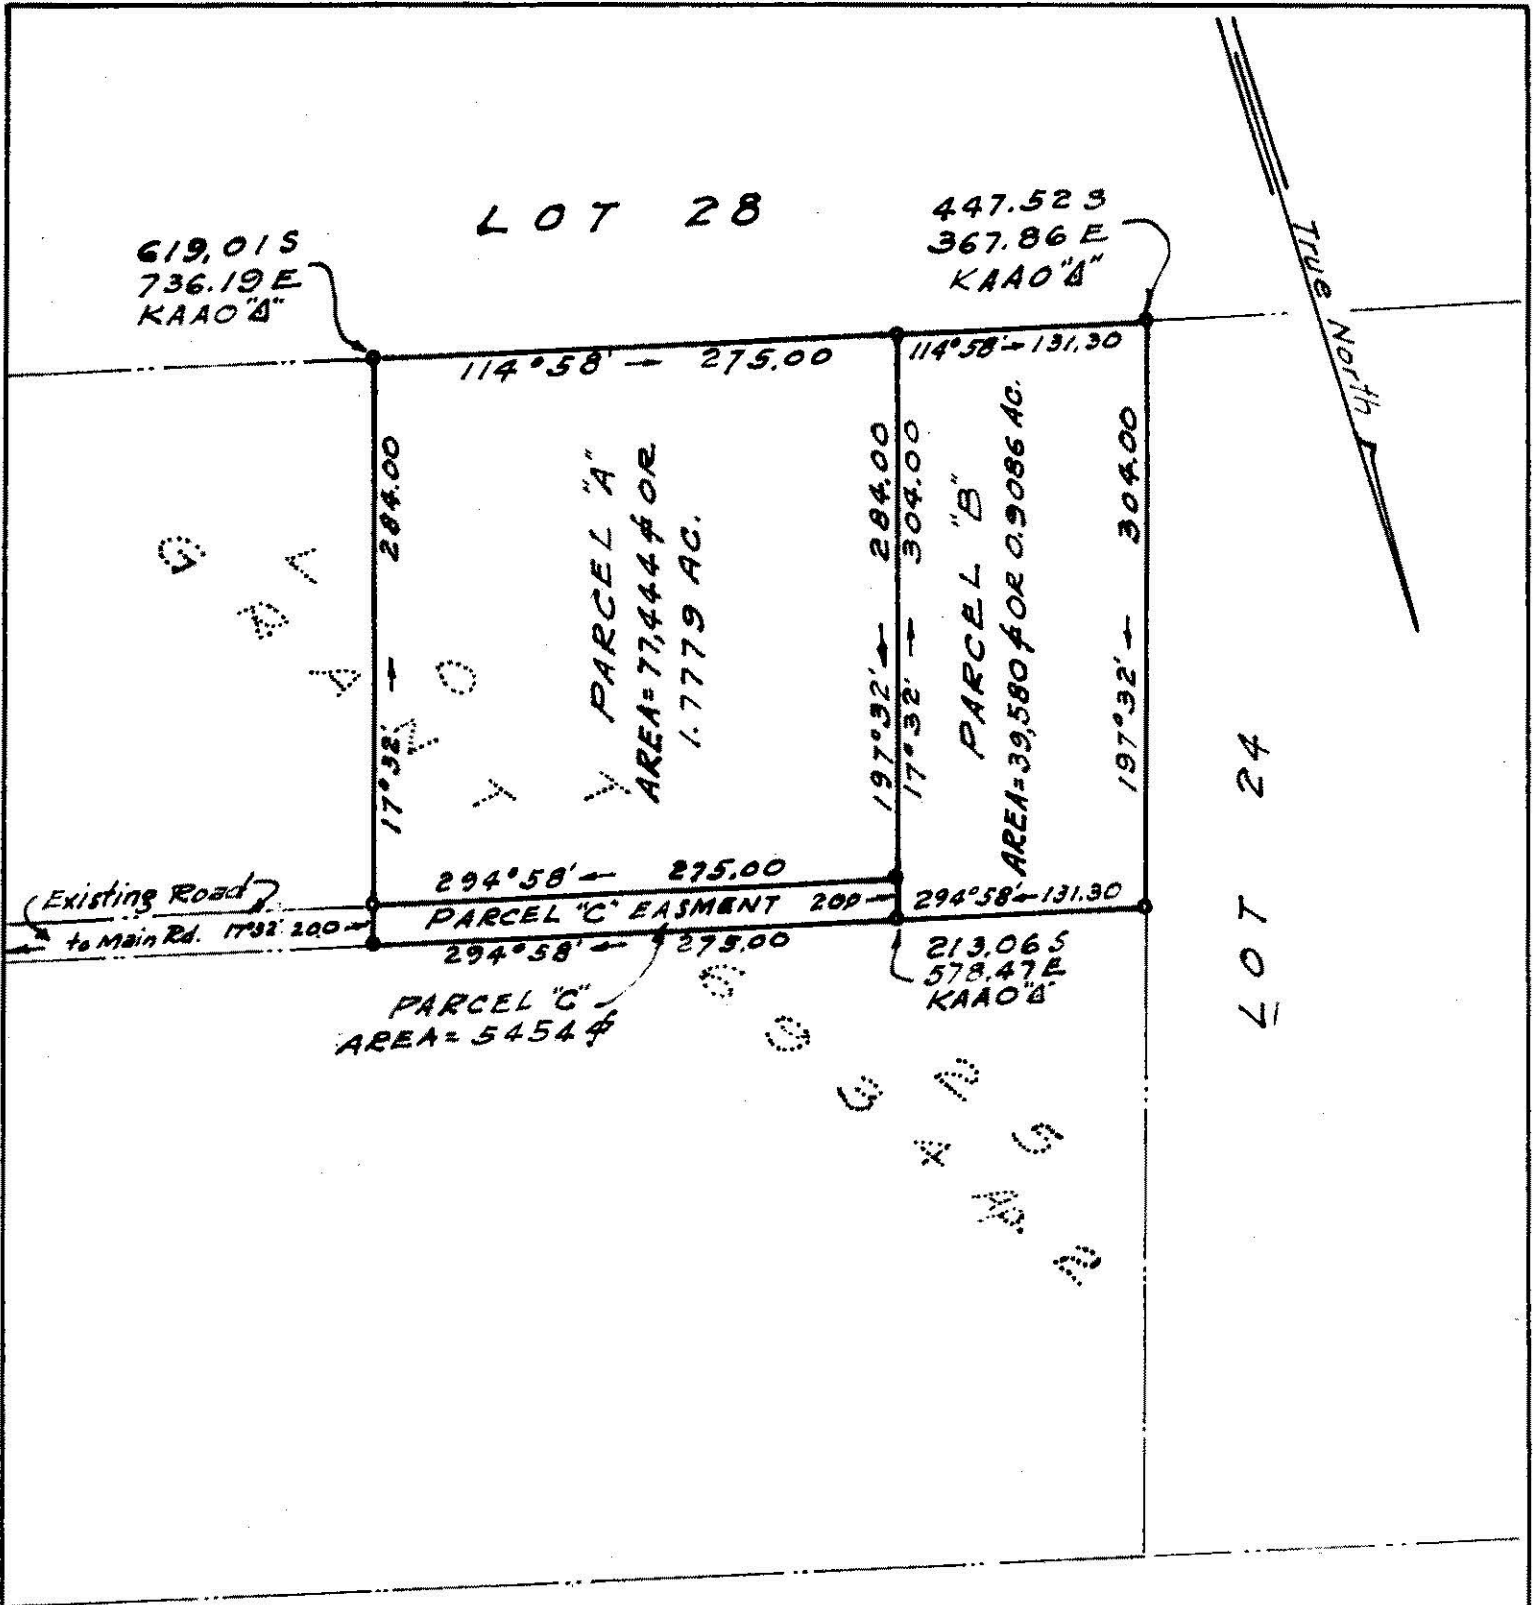 LOT 28
619.01 S
736.19 E
KAAO "Δ"
447.52 S
367.86 E
KAAO "Δ"
True North
114°58' → 275.00
114°58' → 131.30
17°32' → 284.00
PARCEL "A"
AREA = 77,444 ⌿ OR
1.7779 AC.
197°32' ← 284.00
17°32' → 304.00
PARCEL "B"
AREA = 39,580 ⌿ OR 0.9086 AC.
197°32' ← 304.00
LOT 24
294°58' ← 275.00
PARCEL "C" EASMENT
20.0
294°58' ← 131.30
Existing Road
to Main Rd.
17°32' 20.0
294°58' ← 275.00
213.06 S
578.47 E
KAAO "Δ"
PARCEL "C"
AREA = 5454 ⌿